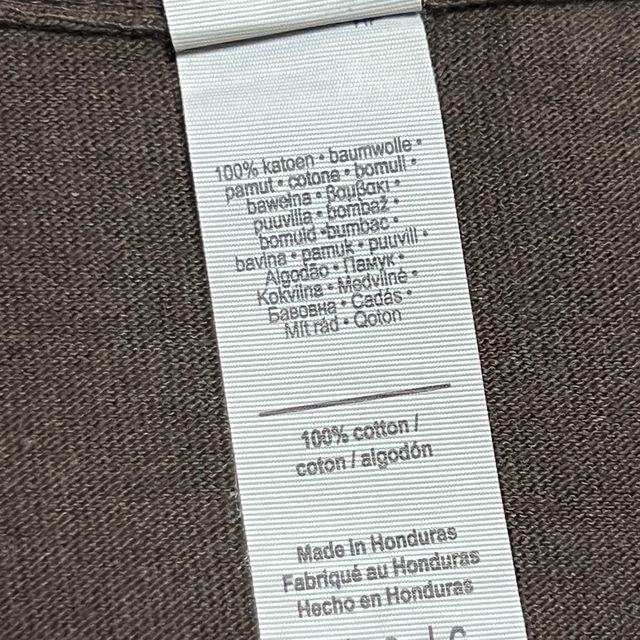 100% katoen • baumwolle •
pamut • cotone • bomull •
bawełna • βαμβακι •
puuvilla • bombaž •
bomuld • bumbac •
bavlna • pamuk • puuvill •
Algodão • Памук •
Kokvilna • Medvilnė •
Бавовна • Cadás •
Mit rád • Qoton
100% cotton /
coton / algodón
Made In Honduras
Fabriqué au Honduras
Hecho en Honduras